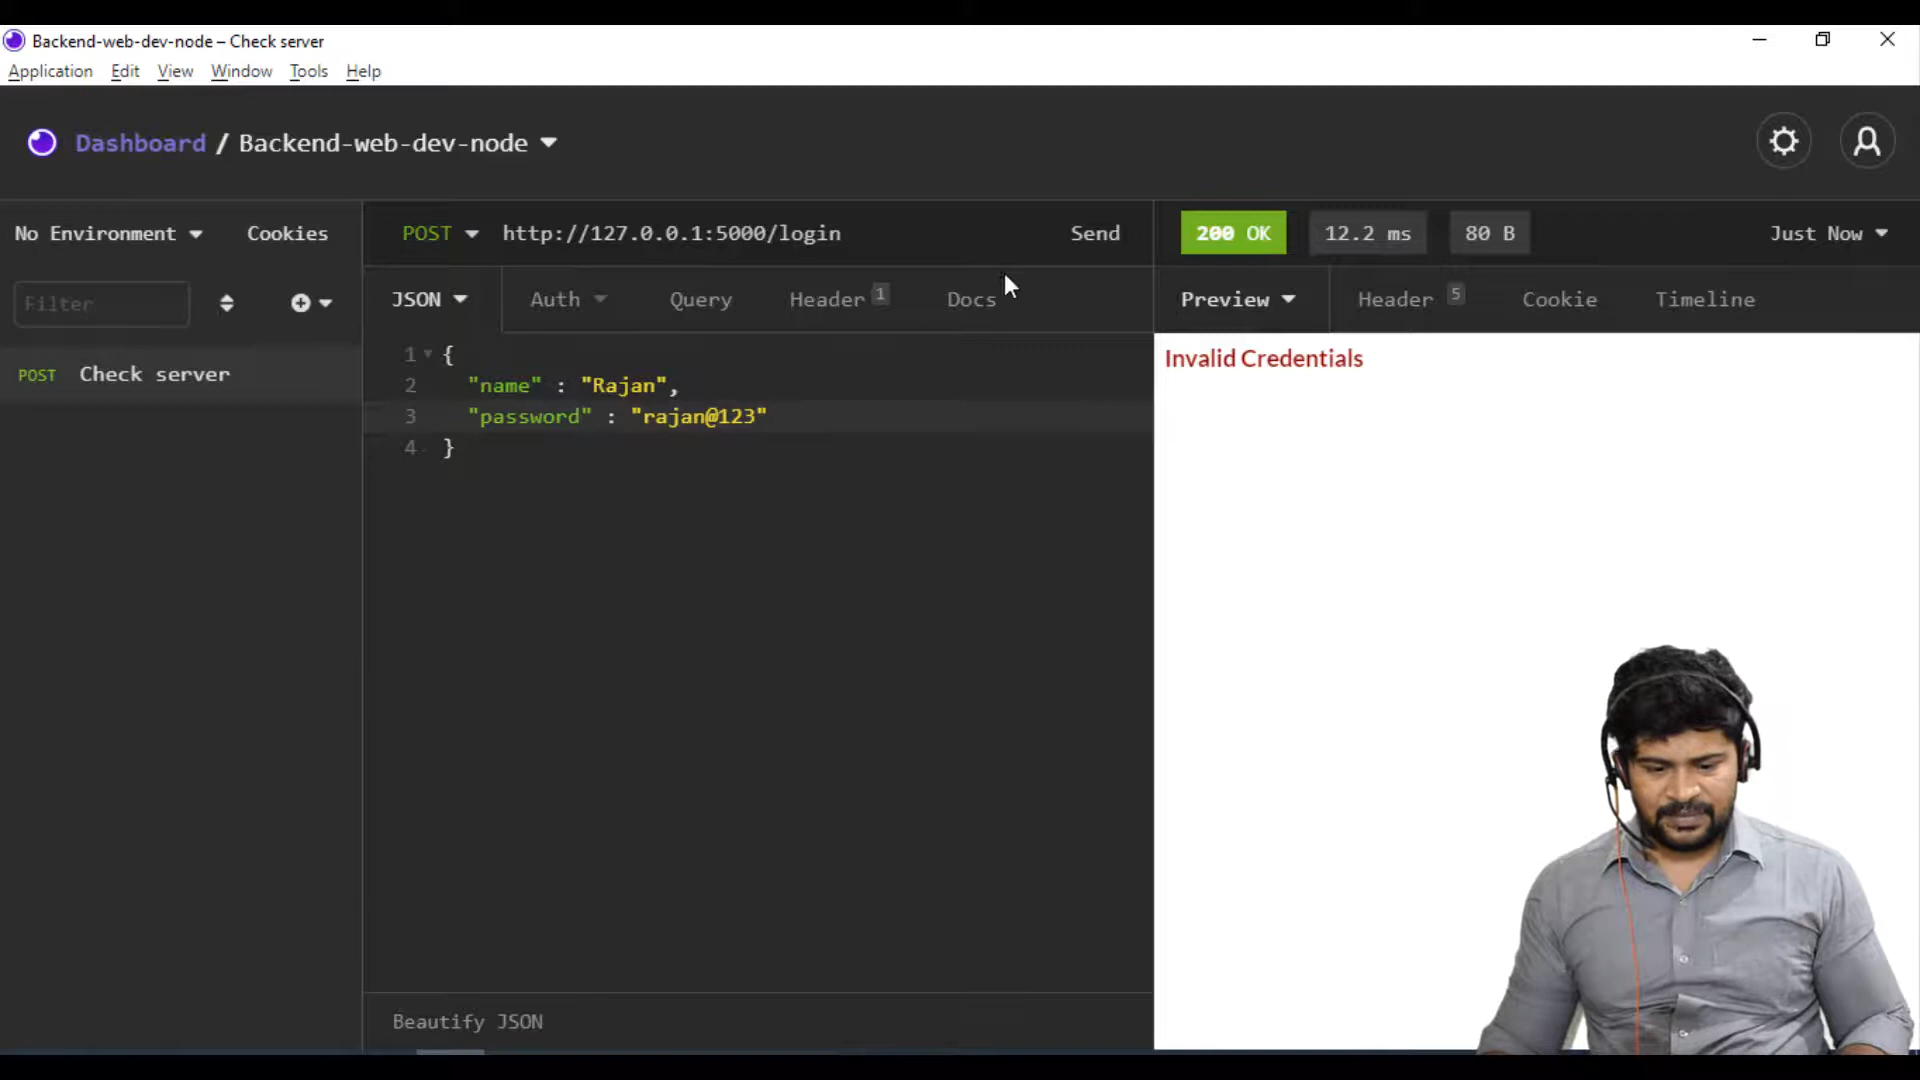 Backend-web-dev-node – Check server
Application Edit View Window Tools Help
Dashboard / Backend-web-dev-node
No Environment Cookies
POST http://127.0.0.1:5000/login Send
200 OK 12.2 ms 80 B Just Now
Filter
JSON Auth Query Header 1 Docs
Preview Header 5 Cookie Timeline
POST Check server
1 {
2 "name" : "Rajan",
3 "password" : "rajan@123"
4 }
Invalid Credentials
Beautify JSON